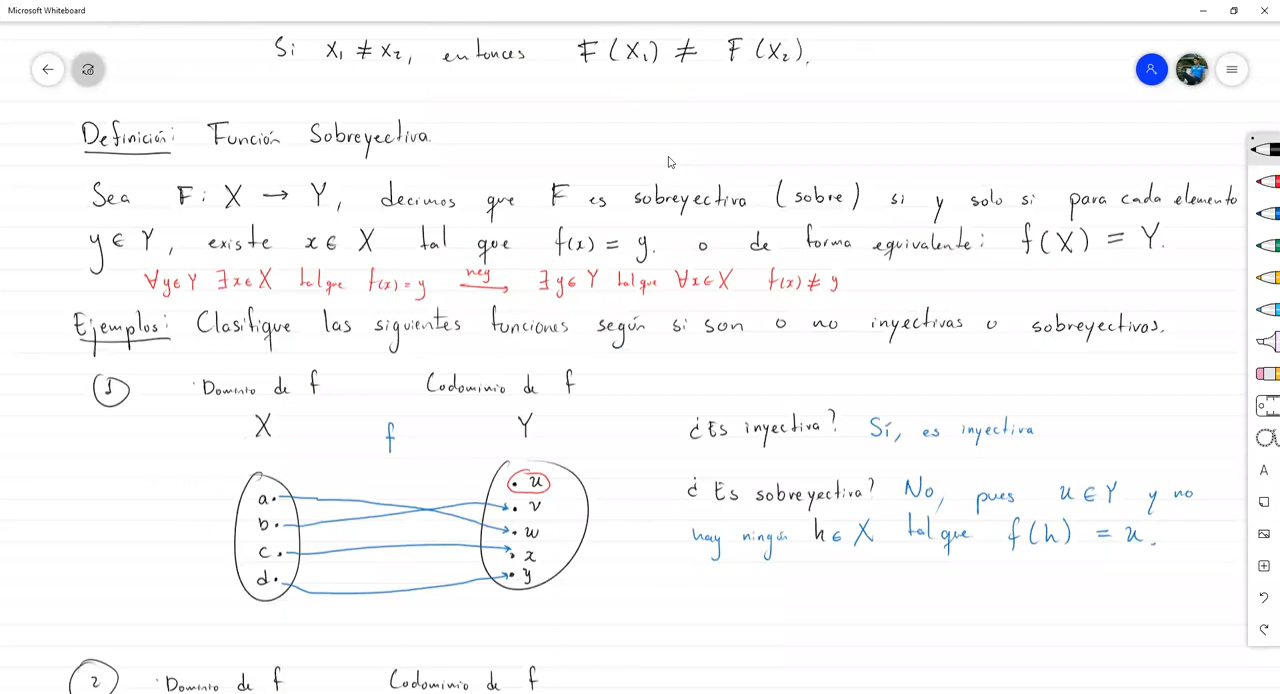 Microsoft Whiteboard
Si x₁ ≠ x₂, entonces F(x₁) ≠ F(x₂).
Definición: Función Sobreyectiva.
Sea F: X → Y, decimos que F es sobreyectiva (sobre) si y solo si para cada elemento
y ∈ Y, existe x ∈ X tal que f(x) = y. o de forma equivalente: f(X) = Y.
∀y∈Y ∃x∈X tal que f(x) = y neg→ ∃y∈Y tal que ∀x∈X f(x) ≠ y
Ejemplos: Clasifique las siguientes funciones según si son o no inyectivas o sobreyectivas.
1 Dominio de f Codominio de f
X f Y
¿Es inyectiva? Sí, es inyectiva
a b c d
u v w x y
¿Es sobreyectiva? No, pues u ∈ Y y no
hay ningún h ∈ X tal que f(h) = u.
2 Dominio de f Codominio de f
A